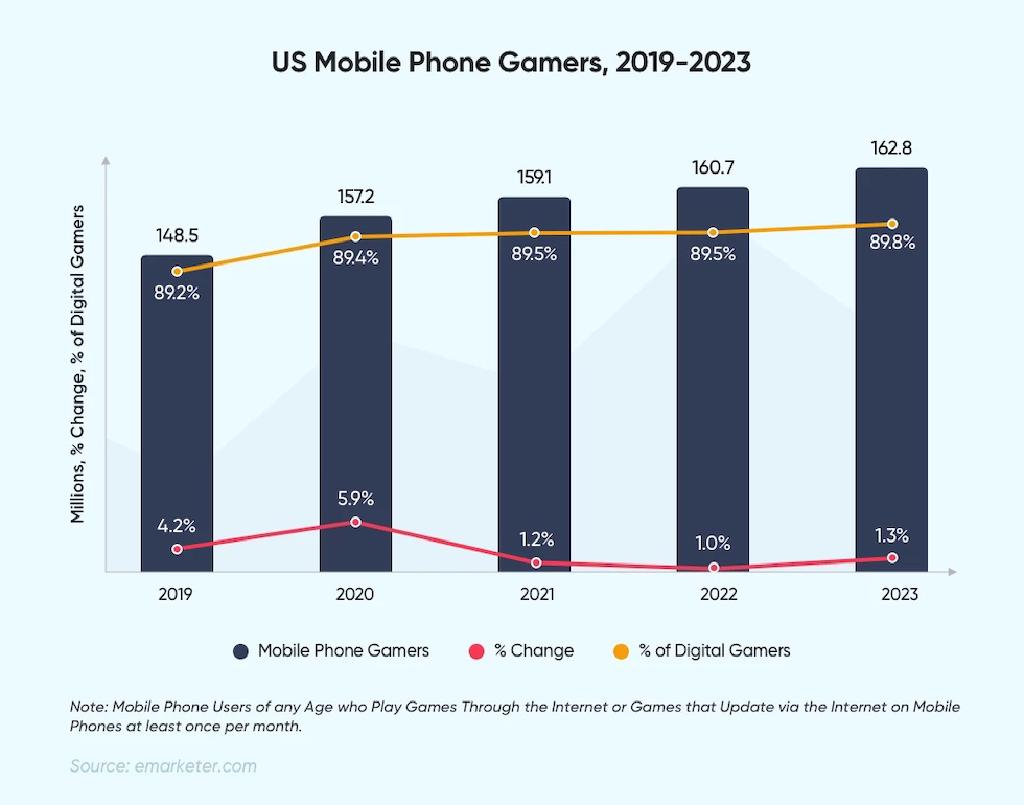 US Mobile Phone Gamers, 2019-2023
Millions, % Change, % of Digital Gamers
148.5
157.2
159.1
160.7
162.8
89.2%
89.4%
89.5%
89.5%
89.8%
4.2%
5.9%
1.2%
1.0%
1.3%
2019
2020
2021
2022
2023
Mobile Phone Gamers
% Change
% of Digital Gamers
Note: Mobile Phone Users of any Age who Play Games Through the Internet or Games that Update via the Internet on Mobile
Phones at least once per month.
Source: emarketer.com